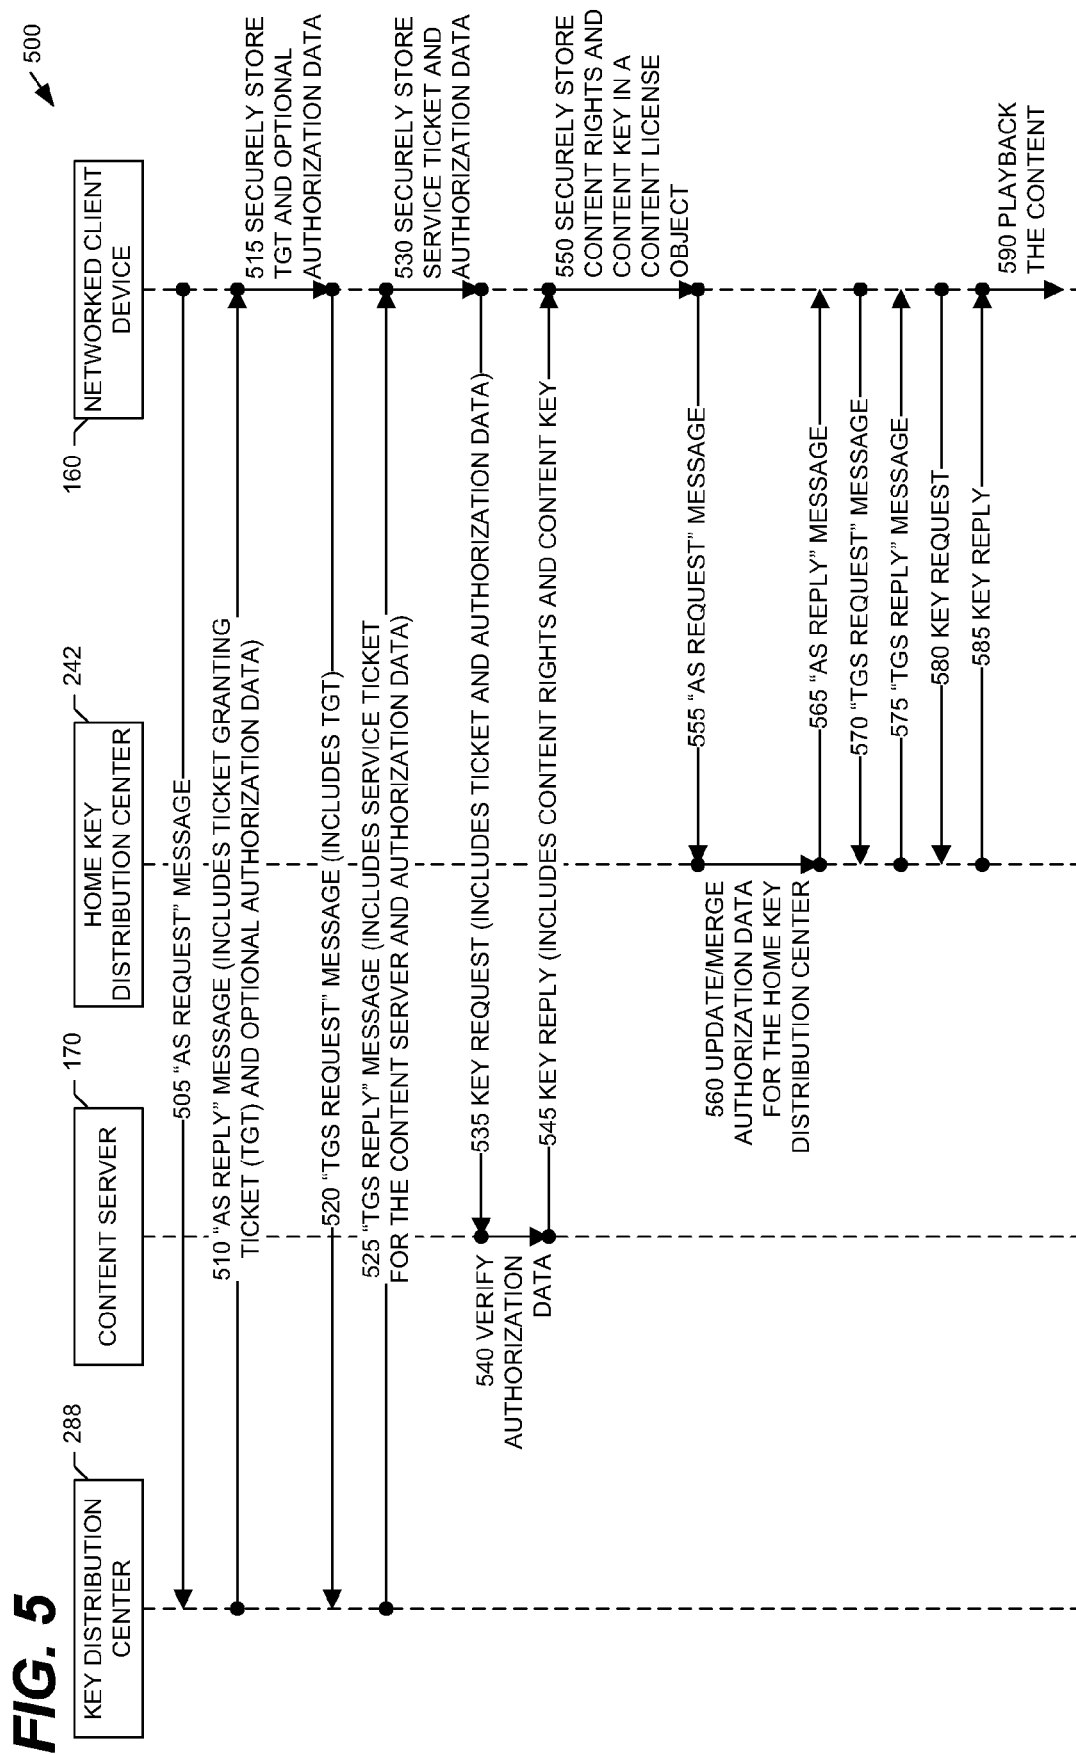 FIG. 5
500
KEY DISTRIBUTION
CENTER
288
CONTENT SERVER
170
HOME KEY
DISTRIBUTION CENTER
242
NETWORKED CLIENT
DEVICE
160
505 “AS REQUEST” MESSAGE
510 “AS REPLY” MESSAGE (INCLUDES TICKET GRANTING
TICKET (TGT) AND OPTIONAL AUTHORIZATION DATA)
515 SECURELY STORE
TGT AND OPTIONAL
AUTHORIZATION DATA
520 “TGS REQUEST” MESSAGE (INCLUDES TGT)
525 “TGS REPLY” MESSAGE (INCLUDES SERVICE TICKET
FOR THE CONTENT SERVER AND AUTHORIZATION DATA)
530 SECURELY STORE
SERVICE TICKET AND
AUTHORIZATION DATA
535 KEY REQUEST (INCLUDES TICKET AND AUTHORIZATION DATA)
540 VERIFY
AUTHORIZATION
DATA
545 KEY REPLY (INCLUDES CONTENT RIGHTS AND CONTENT KEY
550 SECURELY STORE
CONTENT RIGHTS AND
CONTENT KEY IN A
CONTENT LICENSE
OBJECT
555 “AS REQUEST” MESSAGE
560 UPDATE/MERGE
AUTHORIZATION DATA
FOR THE HOME KEY
DISTRIBUTION CENTER
565 “AS REPLY” MESSAGE
570 “TGS REQUEST” MESSAGE
575 “TGS REPLY” MESSAGE
580 KEY REQUEST
585 KEY REPLY
590 PLAYBACK
THE CONTENT